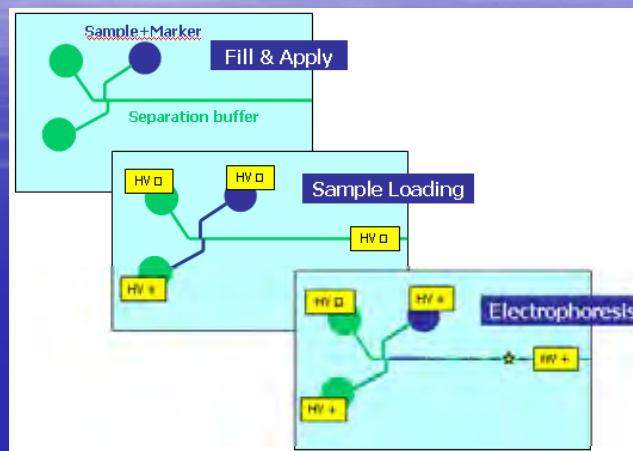 Sample+Marker
Fill & Apply
Separation buffer
HV □
HV □
Sample Loading
HV □
HV +
HV □
HV +
Electrophoresis
HV +
HV +